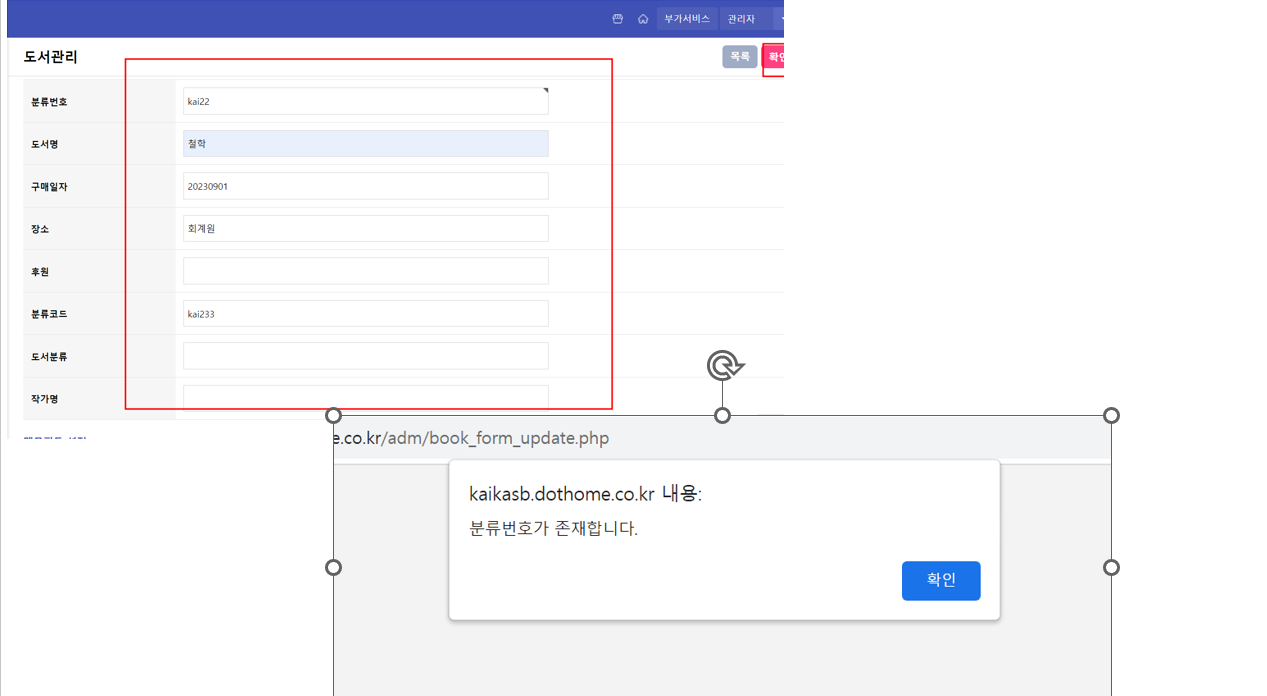 부가서비스 관리자
도서관리
목록 확인
분류번호 kai22
도서명 철학
구매일자 20230901
장소 회계원
후원
분류코드 kai233
도서분류
작가명
e.co.kr/adm/book_form_update.php
kaikasb.dothome.co.kr 내용:
분류번호가 존재합니다.
확인